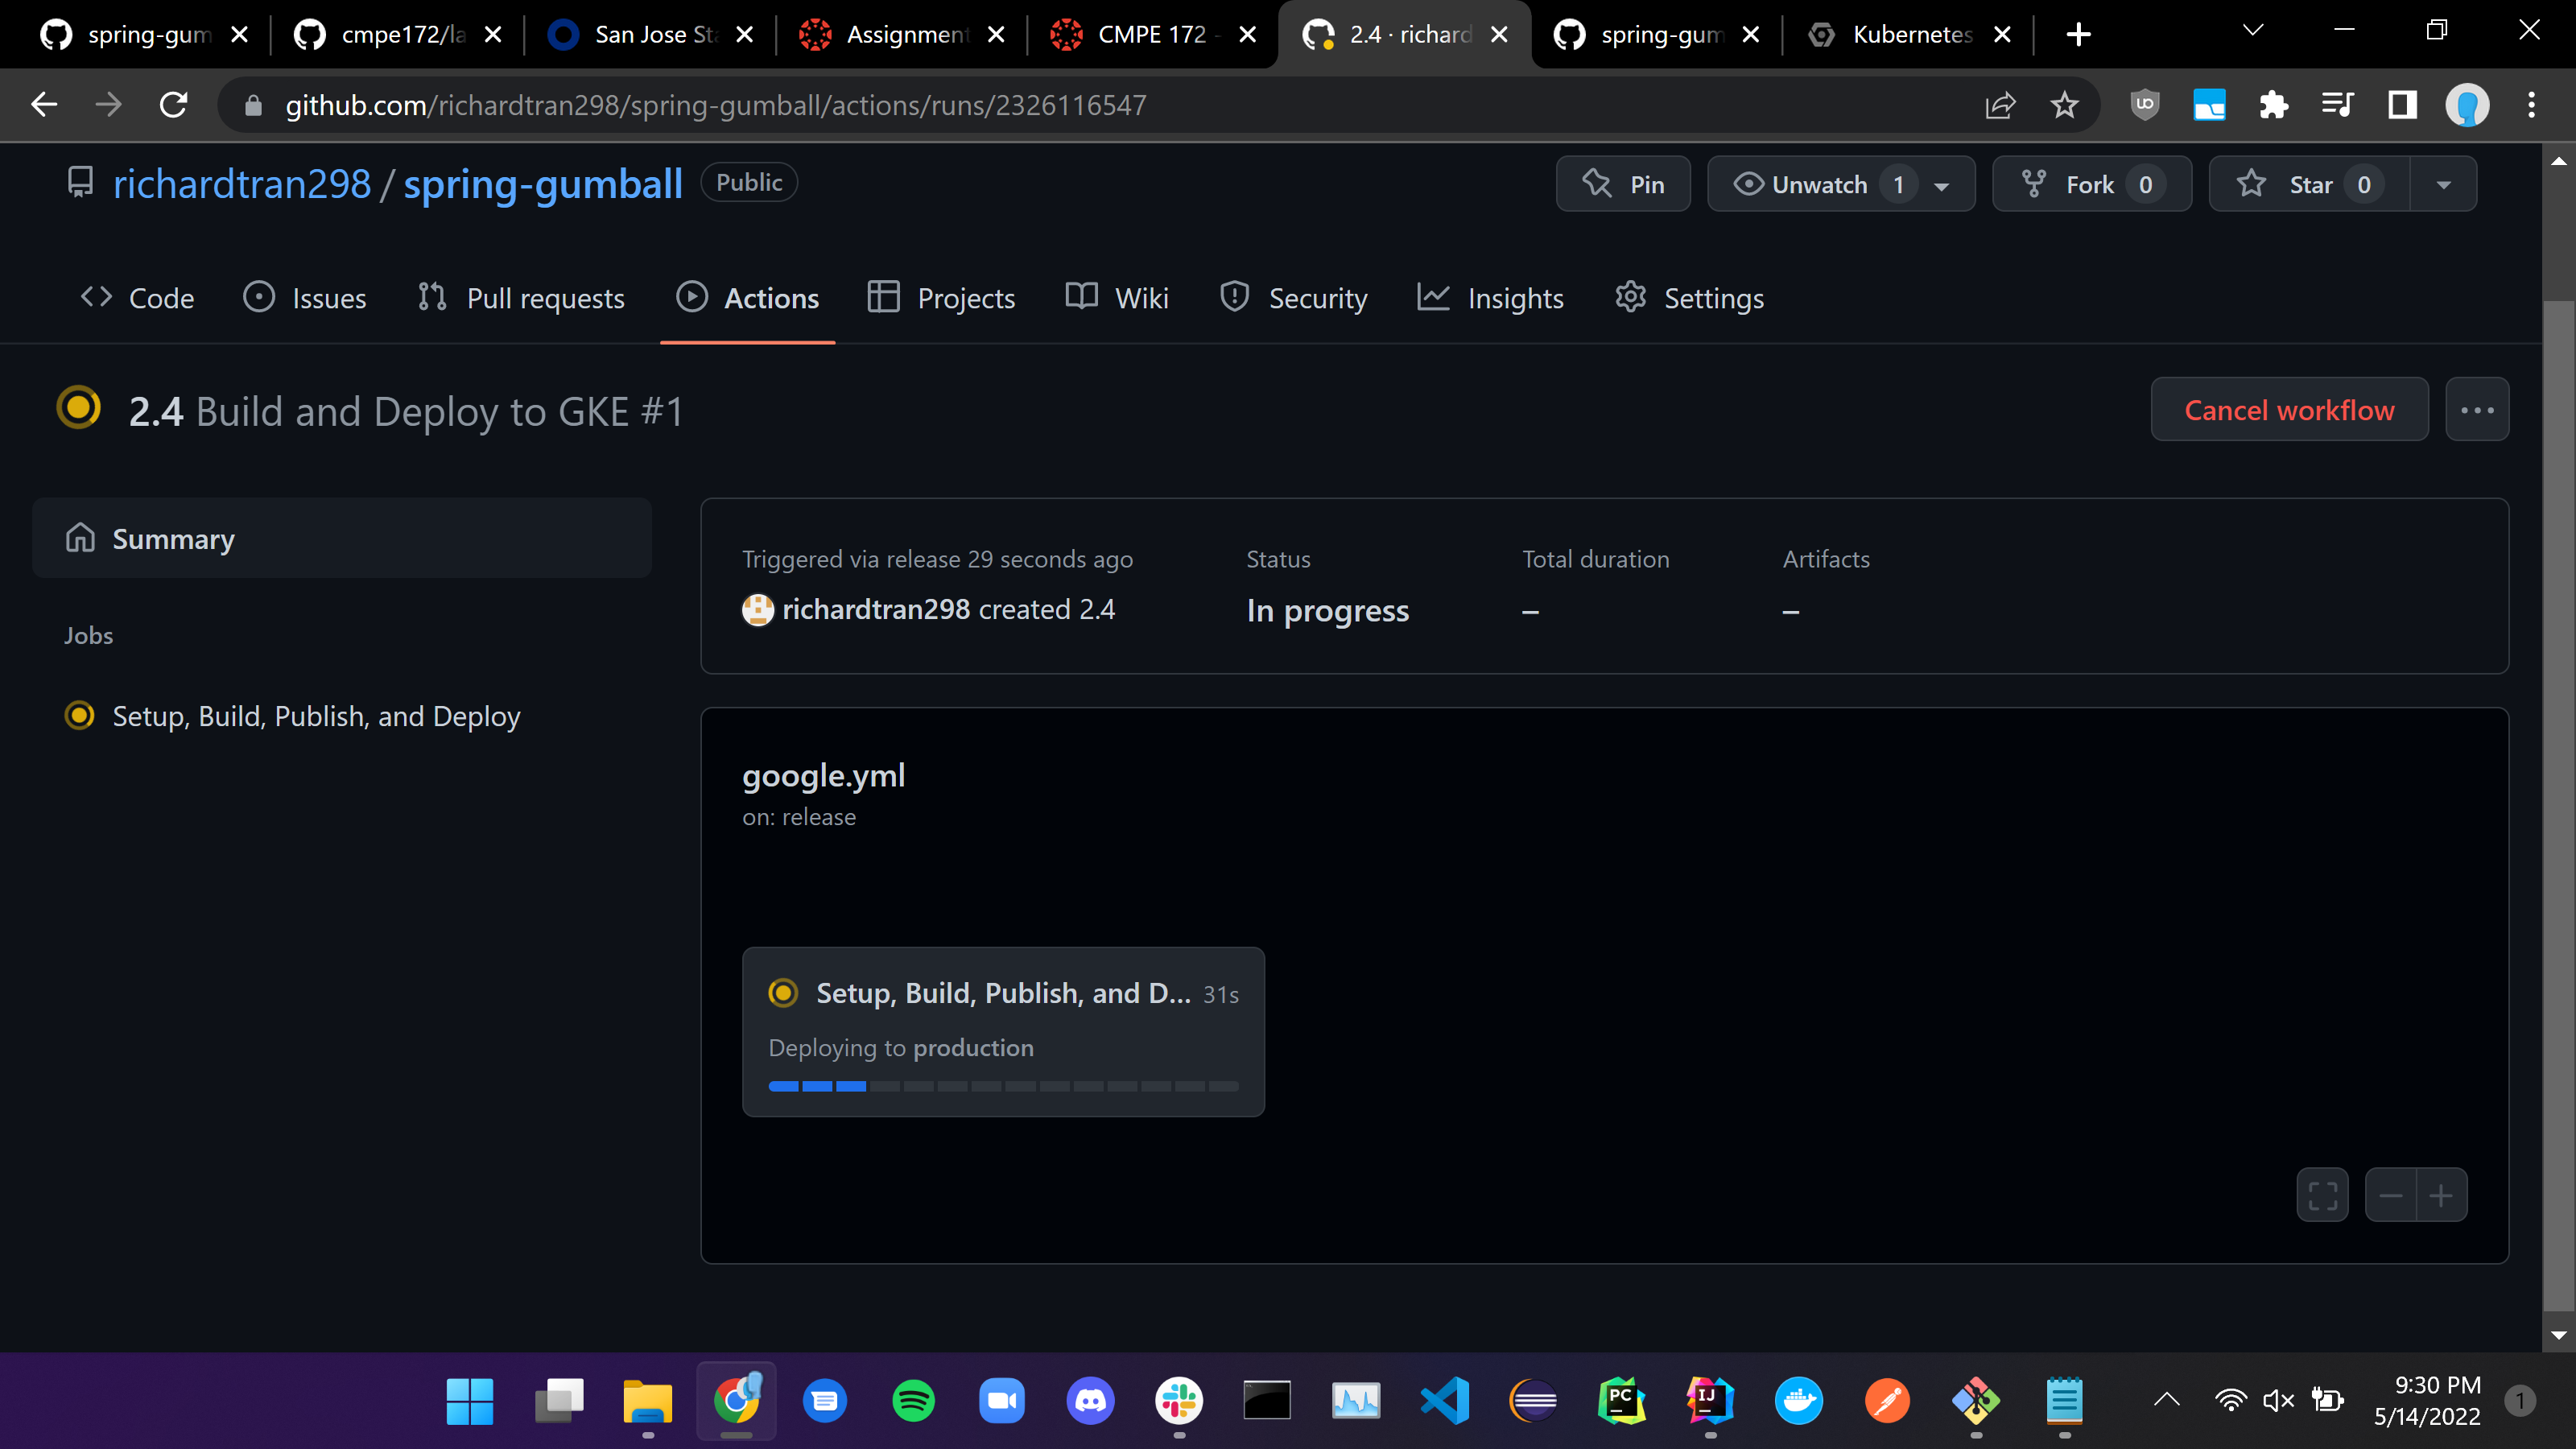 spring-gum
cmpe172/la
San Jose Sta
Assignment
CMPE 172 -
2.4 · richard
spring-gum
Kubernetes
github.com/richardtran298/spring-gumball/actions/runs/2326116547
richardtran298 / spring-gumball Public
Pin
Unwatch 1
Fork 0
Star 0
Code
Issues
Pull requests
Actions
Projects
Wiki
Security
Insights
Settings
2.4 Build and Deploy to GKE #1
Cancel workflow
Summary
Jobs
Setup, Build, Publish, and Deploy
Triggered via release 29 seconds ago
richardtran298 created 2.4
Status
In progress
Total duration
–
Artifacts
–
google.yml
on: release
Setup, Build, Publish, and D... 31s
Deploying to production
PC
IJ
9:30 PM
5/14/2022
1